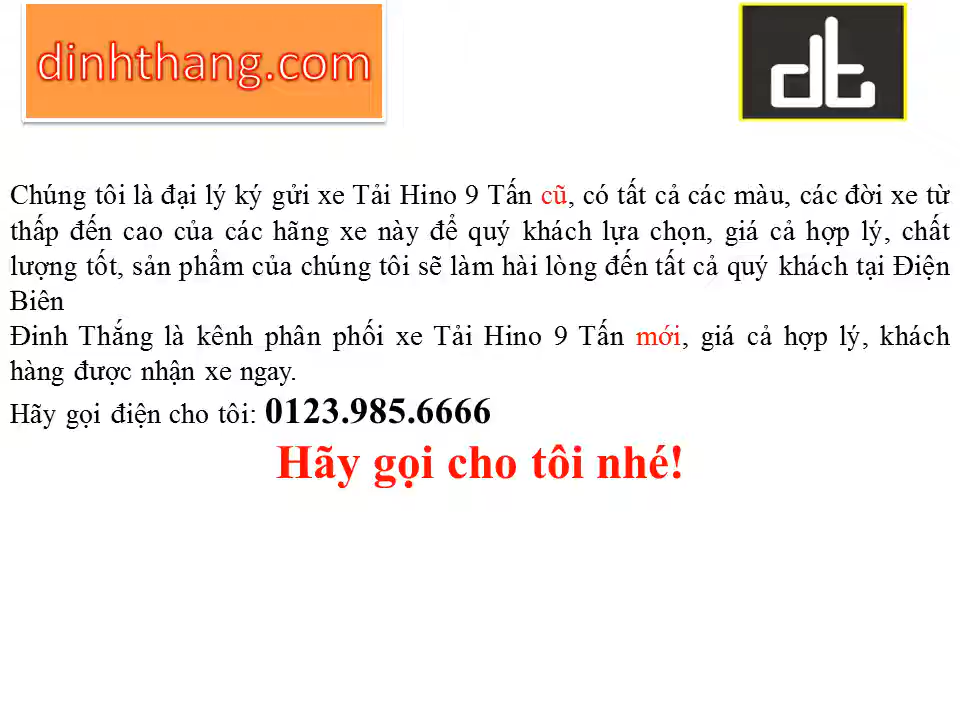 dinhthang.com
dt
Chúng tôi là đại lý ký gửi xe Tải Hino 9 Tấn cũ, có tất cả các màu, các đời xe từ
thấp đến cao của các hãng xe này để quý khách lựa chọn, giá cả hợp lý, chất
lượng tốt, sản phẩm của chúng tôi sẽ làm hài lòng đến tất cả quý khách tại Điện
Biên
Đinh Thắng là kênh phân phối xe Tải Hino 9 Tấn mới, giá cả hợp lý, khách
hàng được nhận xe ngay.
Hãy gọi điện cho tôi: 0123.985.6666
Hãy gọi cho tôi nhé!